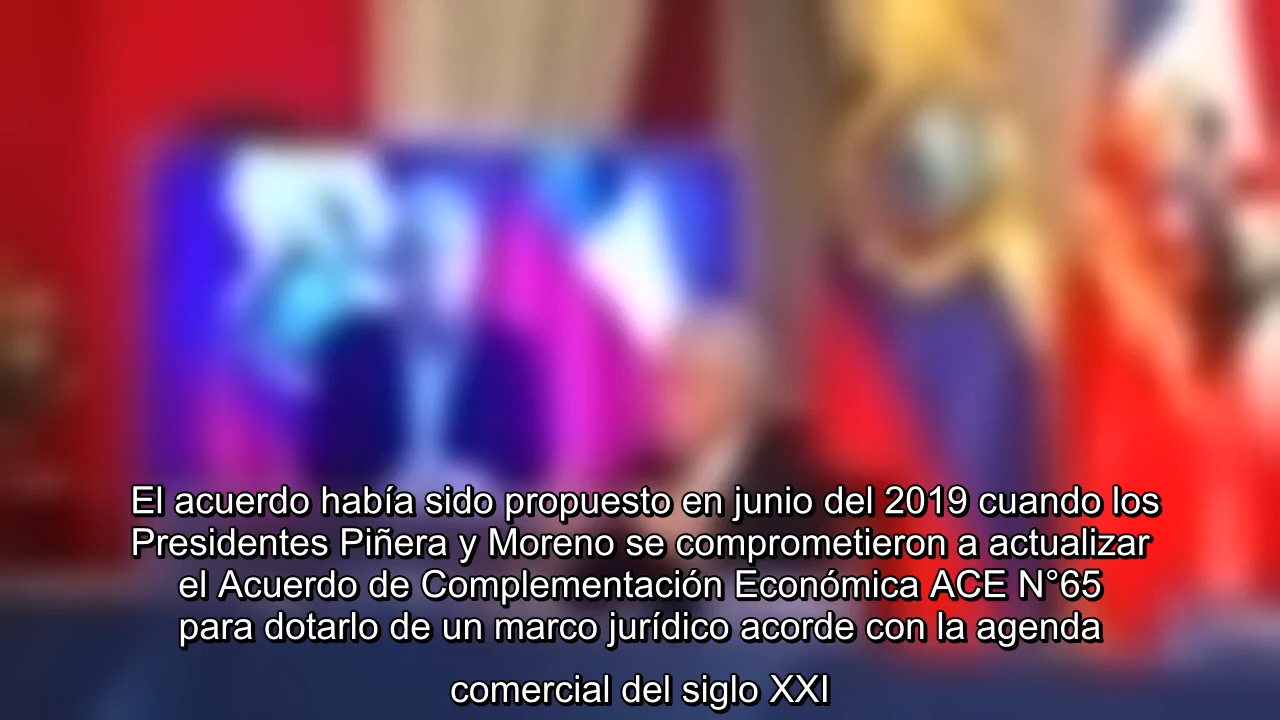 El acuerdo había sido propuesto en junio del 2019 cuando los
Presidentes Piñera y Moreno se comprometieron a actualizar
el Acuerdo de Complementación Económica ACE N°65
para dotarlo de un marco jurídico acorde con la agenda
comercial del siglo XXI